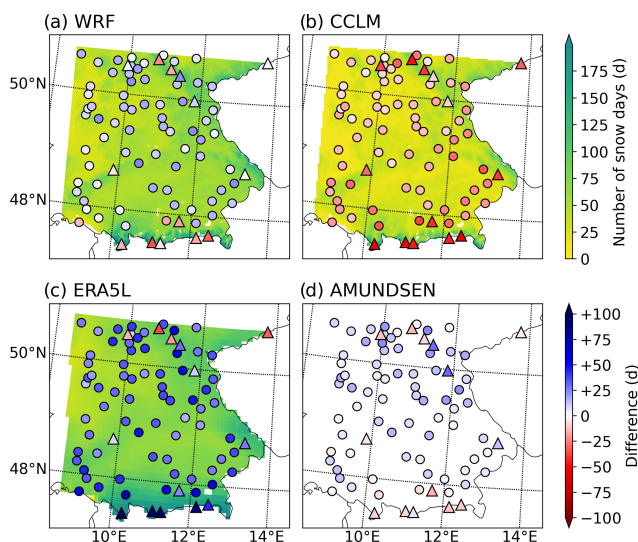 (a) WRF
(b) CCLM
50°N
48°N
Number of snow days (d)
175
150
125
100
75
50
25
0
(c) ERA5L
(d) AMUNDSEN
50°N
48°N
10°E
12°E
14°E
10°E
12°E
14°E
Difference (d)
+100
+75
+50
+25
0
−25
−50
−75
−100